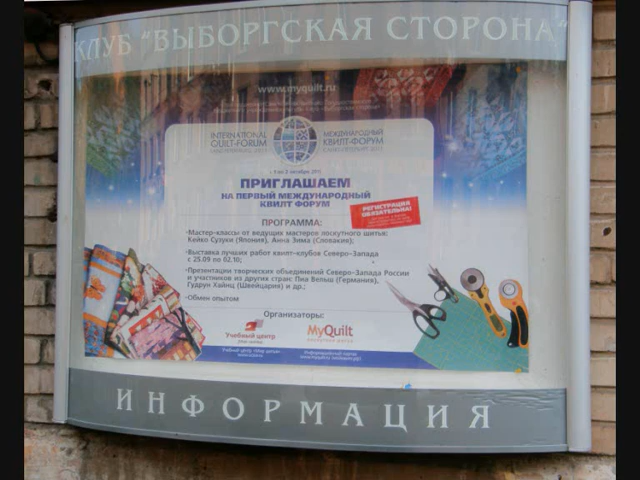 КЛУБ "ВЫБОРГСКАЯ СТОРОНА"
www.myquilt.ru
INTERNATIONAL
QUILT-FORUM
МЕЖДУНАРОДНЫЙ
КВИЛТ-ФОРУМ
ПРИГЛАШАЕМ
НА ПЕРВЫЙ МЕЖДУНАРОДНЫЙ
КВИЛТ ФОРУМ
РЕГИСТРАЦИЯ
ОБЯЗАТЕЛЬНА!
ПРОГРАММА:
-Мастер-классы от ведущих мастеров лоскутного шитья:
Кейко Сузуки (Япония), Анна Зима (Словакия);
-Выставка лучших работ квилт-клубов Северо-Запада
с 25.09 по 02.10;
-Презентации творческих объединений Северо-Запада России
и участников из других стран: Пиа Вельш (Германия),
Гудрун Хайнц (Швейцария) и др.;
-Обмен опытом
Организаторы:
Учебный центр
MyQuilt
ИНФОРМАЦИЯ